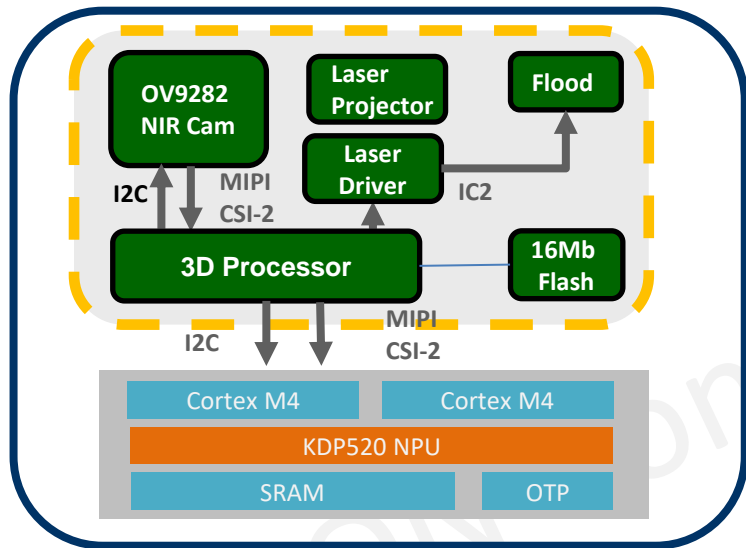 OV9282
NIR Cam
Laser
Projector
Flood
Laser
Driver
I2C
MIPI
CSI-2
IC2
3D Processor
16Mb
Flash
I2C
MIPI
CSI-2
Cortex M4
Cortex M4
KDP520 NPU
SRAM
OTP